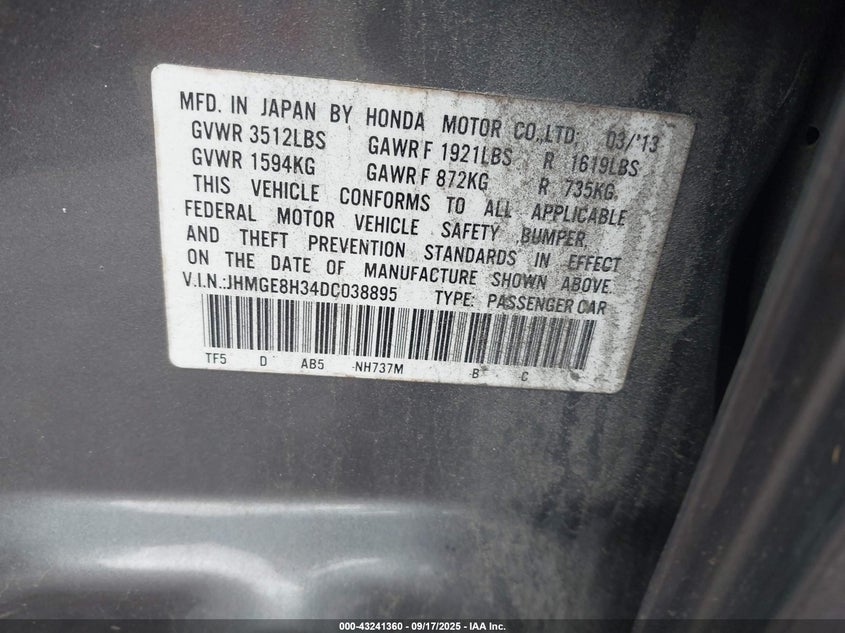 MFD. IN JAPAN BY HONDA MOTOR CO.,LTD. 03/'13
GVWR 3512LBS GAWR F 1921LBS R 1619LBS
GVWR 1594KG GAWR F 872KG R 735KG
THIS VEHICLE CONFORMS TO ALL APPLICABLE
FEDERAL MOTOR VEHICLE SAFETY BUMPER,
AND THEFT PREVENTION STANDARDS IN EFFECT
ON THE DATE OF MANUFACTURE SHOWN ABOVE.
V.I.N.:JHMGE8H34DC038895 TYPE: PASSENGER CAR
TF5 D AB5 NH737M B C
000-43241360 - 09/17/2025 - IAA Inc.